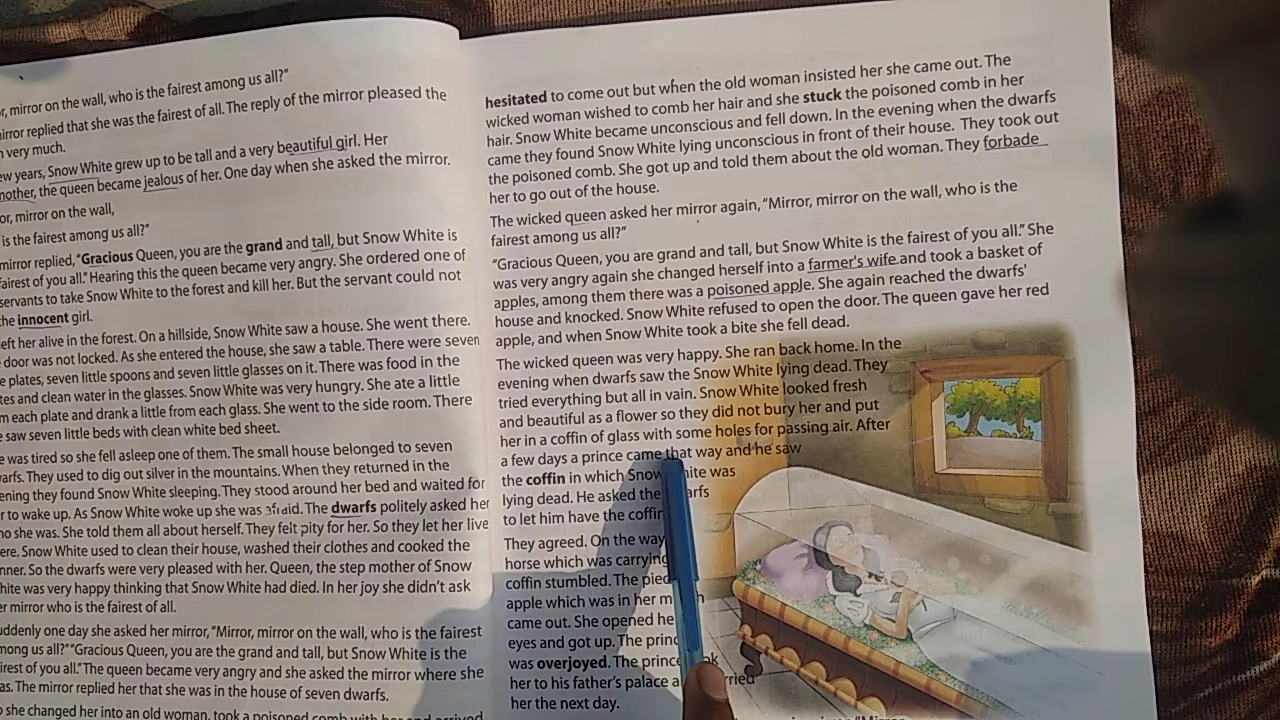 r, mirror on the wall, who is the fairest among us all?"
irror replied that she was the fairest of all. The reply of the mirror pleased the
very much.
ew years, Snow White grew up to be tall and a very beautiful girl. Her
mother, the queen became jealous of her. One day when she asked the mirror.
or, mirror on the wall,
is the fairest among us all?"
mirror replied, "Gracious Queen, you are the grand and tall, but Snow White is
fairest of you all." Hearing this the queen became very angry. She ordered one of
servants to take Snow White to the forest and kill her. But the servant could not
the innocent girl.
eft her alive in the forest. On a hillside, Snow White saw a house. She went there.
door was not locked. As she entered the house, she saw a table. There were seven
e plates, seven little spoons and seven little glasses on it. There was food in the
tes and clean water in the glasses. Snow White was very hungry. She ate a little
m each plate and drank a little from each glass. She went to the side room. There
saw seven little beds with clean white bed sheet.
e was tired so she fell asleep one of them. The small house belonged to seven
warfs. They used to dig out silver in the mountains. When they returned in the
ening they found Snow White sleeping. They stood around her bed and waited for
r to wake up. As Snow White woke up she was afraid. The dwarfs politely asked her
ho she was. She told them all about herself. They felt pity for her. So they let her live
ere. Snow White used to clean their house, washed their clothes and cooked the
nner. So the dwarfs were very pleased with her. Queen, the step mother of Snow
hite was very happy thinking that Snow White had died. In her joy she didn't ask
er mirror who is the fairest of all.
uddenly one day she asked her mirror, "Mirror, mirror on the wall, who is the fairest
mong us all?" "Gracious Queen, you are the grand and tall, but Snow White is the
irest of you all." The queen became very angry and she asked the mirror where she
as. The mirror replied her that she was in the house of seven dwarfs.
o she changed her into an old woman, took a poisoned comb with her and arrived
hesitated to come out but when the old woman insisted her she came out. The
wicked woman wished to comb her hair and she stuck the poisoned comb in her
hair. Snow White became unconscious and fell down. In the evening when the dwarfs
came they found Snow White lying unconscious in front of their house. They took out
the poisoned comb. She got up and told them about the old woman. They forbade
her to go out of the house.
The wicked queen asked her mirror again, "Mirror, mirror on the wall, who is the
fairest among us all?"
"Gracious Queen, you are grand and tall, but Snow White is the fairest of you all." She
was very angry again she changed herself into a farmer's wife and took a basket of
apples, among them there was a poisoned apple. She again reached the dwarfs'
house and knocked. Snow White refused to open the door. The queen gave her red
apple, and when Snow White took a bite she fell dead.
The wicked queen was very happy. She ran back home. In the
evening when dwarfs saw the Snow White lying dead. They
tried everything but all in vain. Snow White looked fresh
and beautiful as a flower so they did not bury her and put
her in a coffin of glass with some holes for passing air. After
a few days a prince came that way and he saw
the coffin in which Snow hite was
lying dead. He asked the arfs
to let him have the coffin
They agreed. On the way
horse which was carrying
coffin stumbled. The pie
apple which was in her m h
came out. She opened he
eyes and got up. The prin
was overjoyed. The prince ok
her to his father's palace a rried
her the next day.